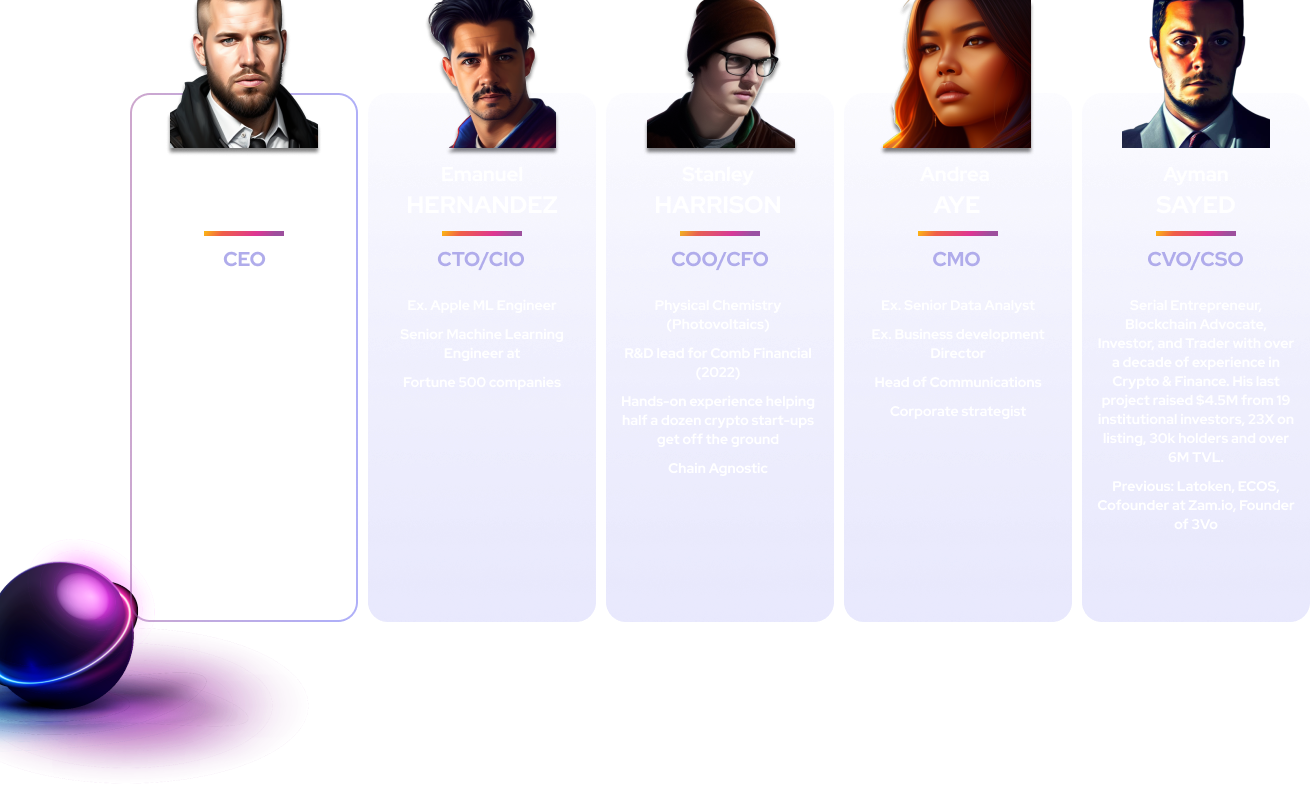 CEO
Emanuel
HERNANDEZ
CTO/CIO
Ex. Apple ML Engineer
Senior Machine Learning
Engineer at
Fortune 500 companies
Stanley
HARRISON
COO/CFO
Physical Chemistry
(Photovoltaics)
R&D lead for Comb Financial
(2022)
Hands-on experience helping
half a dozen crypto start-ups
get off the ground
Chain Agnostic
Andrea
AYE
CMO
Ex. Senior Data Analyst
Ex. Business development
Director
Head of Communications
Corporate strategist
Ayman
SAYED
CVO/CSO
Serial Entrepreneur,
Blockchain Advocate,
Investor, and Trader with over
a decade of experience in
Crypto & Finance. His last
project raised $4.5M from 19
institutional investors, 23X on
listing, 30k holders and over
6M TVL.
Previous: Latoken, ECOS,
Cofounder at Zam.io, Founder
of 3Vo